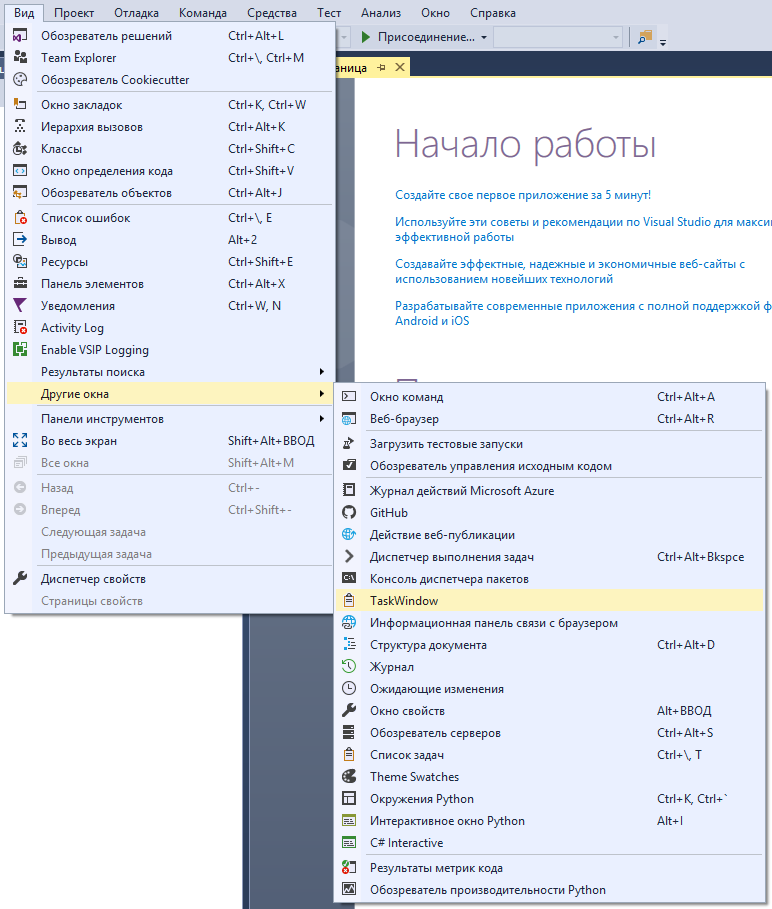 Вид Проект Отладка Команда Средства Тест Анализ Окно Справка
Присоединение...
Обозреватель решений Ctrl+Alt+L
Team Explorer Ctrl+\, Ctrl+M
Обозреватель Cookiecutter
Окно закладок Ctrl+K, Ctrl+W
Иерархия вызовов Ctrl+Alt+K
Классы Ctrl+Shift+C
Окно определения кода Ctrl+Shift+V
Обозреватель объектов Ctrl+Alt+J
Список ошибок Ctrl+\, E
Вывод Alt+2
Ресурсы Ctrl+Shift+E
Панель элементов Ctrl+Alt+X
Уведомления Ctrl+W, N
Activity Log
Enable VSIP Logging
Результаты поиска
Другие окна
Панели инструментов
Во весь экран Shift+Alt+ВВОД
Все окна Shift+Alt+M
Назад Ctrl+-
Вперед Ctrl+Shift+-
Следующая задача
Предыдущая задача
Диспетчер свойств
Страницы свойств
аница
Начало работы
Создайте свое первое приложение за 5 минут!
Используйте эти советы и рекомендации по Visual Studio для макси
эффективной работы
Создавайте эффектные, надежные и экономичные веб-сайты с
использованием новейших технологий
Разрабатывайте современные приложения с полной поддержкой ф
Android и iOS
Окно команд Ctrl+Alt+A
Веб-браузер Ctrl+Alt+R
Загрузить тестовые запуски
Обозреватель управления исходным кодом
Журнал действий Microsoft Azure
GitHub
Действие веб-публикации
Диспетчер выполнения задач Ctrl+Alt+Bkspce
Консоль диспетчера пакетов
TaskWindow
Информационная панель связи с браузером
Структура документа Ctrl+Alt+D
Журнал
Ожидающие изменения
Окно свойств Alt+ВВОД
Обозреватель серверов Ctrl+Alt+S
Список задач Ctrl+\, T
Theme Swatches
Окружения Python Ctrl+K, Ctrl+`
Интерактивное окно Python Alt+I
C# Interactive
Результаты метрик кода
Обозреватель производительности Python